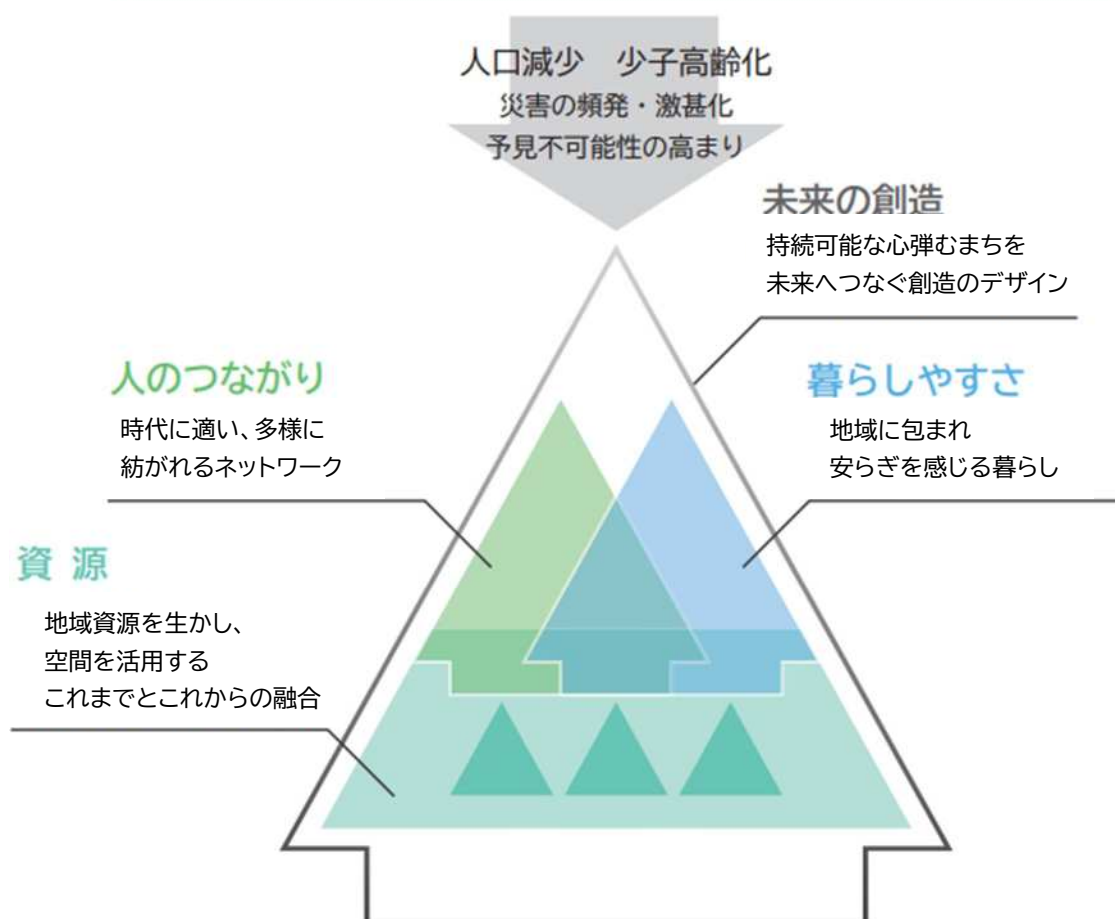 人口減少　少子高齢化
災害の頻発・激甚化
予見不可能性の高まり
未来の創造
持続可能な心弾むまちを
未来へつなぐ創造のデザイン
人のつながり
時代に適い、多様に
紡がれるネットワーク
暮らしやすさ
地域に包まれ
安らぎを感じる暮らし
資 源
地域資源を生かし、
空間を活用する
これまでとこれからの融合